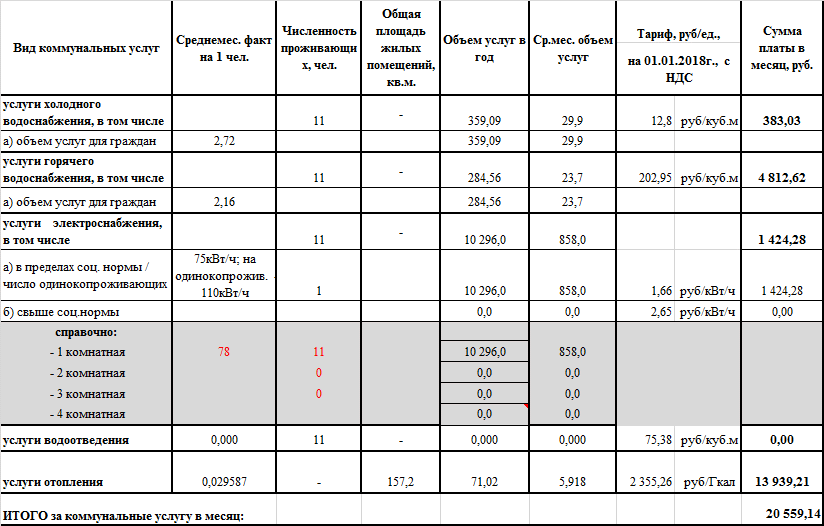 Вид коммунальных услуг
Среднемес. факт
на 1 чел.
Численность
проживающи
х, чел.
Общая
площадь
жилых
помещений,
кв.м.
Объем услуг в
год
Ср.мес. объем
услуг
Тариф, руб/ед.,
на 01.01.2018г., с
НДС
Сумма
платы в
месяц, руб.
услуги холодного
водоснабжения, в том числе 11 - 359,09 29,9 12,8 руб/куб.м 383,03
а) объем услуг для граждан 2,72 359,09 29,9
услуги горячего
водоснабжения, в том числе 11 - 284,56 23,7 202,95 руб/куб.м 4 812,62
а) объем услуг для граждан 2,16 284,56 23,7
услуги электроснабжения,
в том числе 11 - 10 296,0 858,0 1 424,28
а) в пределах соц. нормы /
число одинокопроживающих
75кВт/ч; на
одинокопрожив. -
110кВт/ч
1 10 296,0 858,0 1,66 руб/кВт/ч 1 424,28
б) свыше соц.нормы 0,0 0,0 2,65 руб/кВт/ч 0,00
справочно:
- 1 комнатная 78 11 10 296,0 858,0
- 2 комнатная 0 0,0 0,0
- 3 комнатная 0 0,0 0,0
- 4 комнатная 0,0 0,0
услуги водоотведения 0,000 11 - 0,000 0,000 75,38 руб/куб.м 0,00
услуги отопления 0,029587 - 157,2 71,02 5,918 2 355,26 руб/Гкал 13 939,21
ИТОГО за коммунальные услугу в месяц: 20 559,14